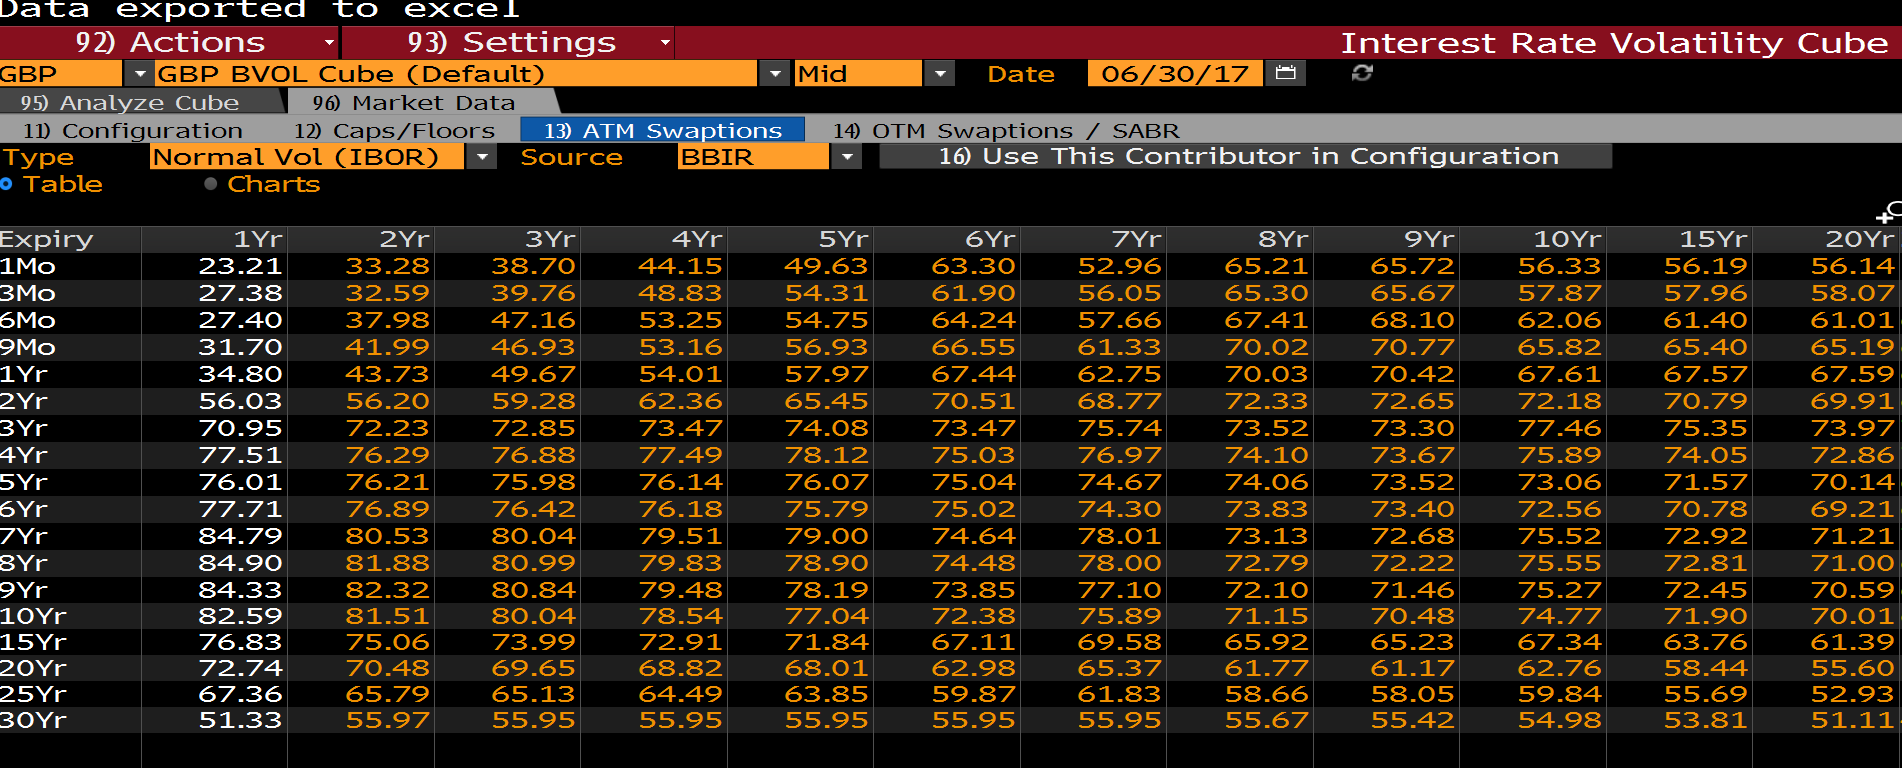 Data exported to excel
92) Actions 93) Settings Interest Rate Volatility Cube
GBP GBP BVOL Cube (Default) Mid Date 06/30/17
95) Analyze Cube 96) Market Data
11) Configuration 12) Caps/Floors 13) ATM Swaptions 14) OTM Swaptions / SABR
Type Normal Vol (IBOR) Source BBIR 16) Use This Contributor in Configuration
Table Charts
Expiry 1Yr 2Yr 3Yr 4Yr 5Yr 6Yr 7Yr 8Yr 9Yr 10Yr 15Yr 20Yr
1Mo 23.21 33.28 38.70 44.15 49.63 63.30 52.96 65.21 65.72 56.33 56.19 56.14
3Mo 27.38 32.59 39.76 48.83 54.31 61.90 56.05 65.30 65.67 57.87 57.96 58.07
6Mo 27.40 37.98 47.16 53.25 54.75 64.24 57.66 67.41 68.10 62.06 61.40 61.01
9Mo 31.70 41.99 46.93 53.16 56.93 66.55 61.33 70.02 70.77 65.82 65.40 65.19
1Yr 34.80 43.73 49.67 54.01 57.97 67.44 62.75 70.03 70.42 67.61 67.57 67.59
2Yr 56.03 56.20 59.28 62.36 65.45 70.51 68.77 72.33 72.65 72.18 70.79 69.91
3Yr 70.95 72.23 72.85 73.47 74.08 73.47 75.74 73.52 73.30 77.46 75.35 73.97
4Yr 77.51 76.29 76.88 77.49 78.12 75.03 76.97 74.10 73.67 75.89 74.05 72.86
5Yr 76.01 76.21 75.98 76.14 76.07 75.04 74.67 74.06 73.52 73.06 71.57 70.14
6Yr 77.71 76.89 76.42 76.18 75.79 75.02 74.30 73.83 73.40 72.56 70.78 69.21
7Yr 84.79 80.53 80.04 79.51 79.00 74.64 78.01 73.13 72.68 75.52 72.92 71.21
8Yr 84.90 81.88 80.99 79.83 78.90 74.48 78.00 72.79 72.22 75.55 72.81 71.00
9Yr 84.33 82.32 80.84 79.48 78.19 73.85 77.10 72.10 71.46 75.27 72.45 70.59
10Yr 82.59 81.51 80.04 78.54 77.04 72.38 75.89 71.15 70.48 74.77 71.90 70.01
15Yr 76.83 75.06 73.99 72.91 71.84 67.11 69.58 65.92 65.23 67.34 63.76 61.39
20Yr 72.74 70.48 69.65 68.82 68.01 62.98 65.37 61.77 61.17 62.76 58.44 55.60
25Yr 67.36 65.79 65.13 64.49 63.85 59.87 61.83 58.66 58.05 59.84 55.69 52.93
30Yr 51.33 55.97 55.95 55.95 55.95 55.95 55.95 55.67 55.42 54.98 53.81 51.11